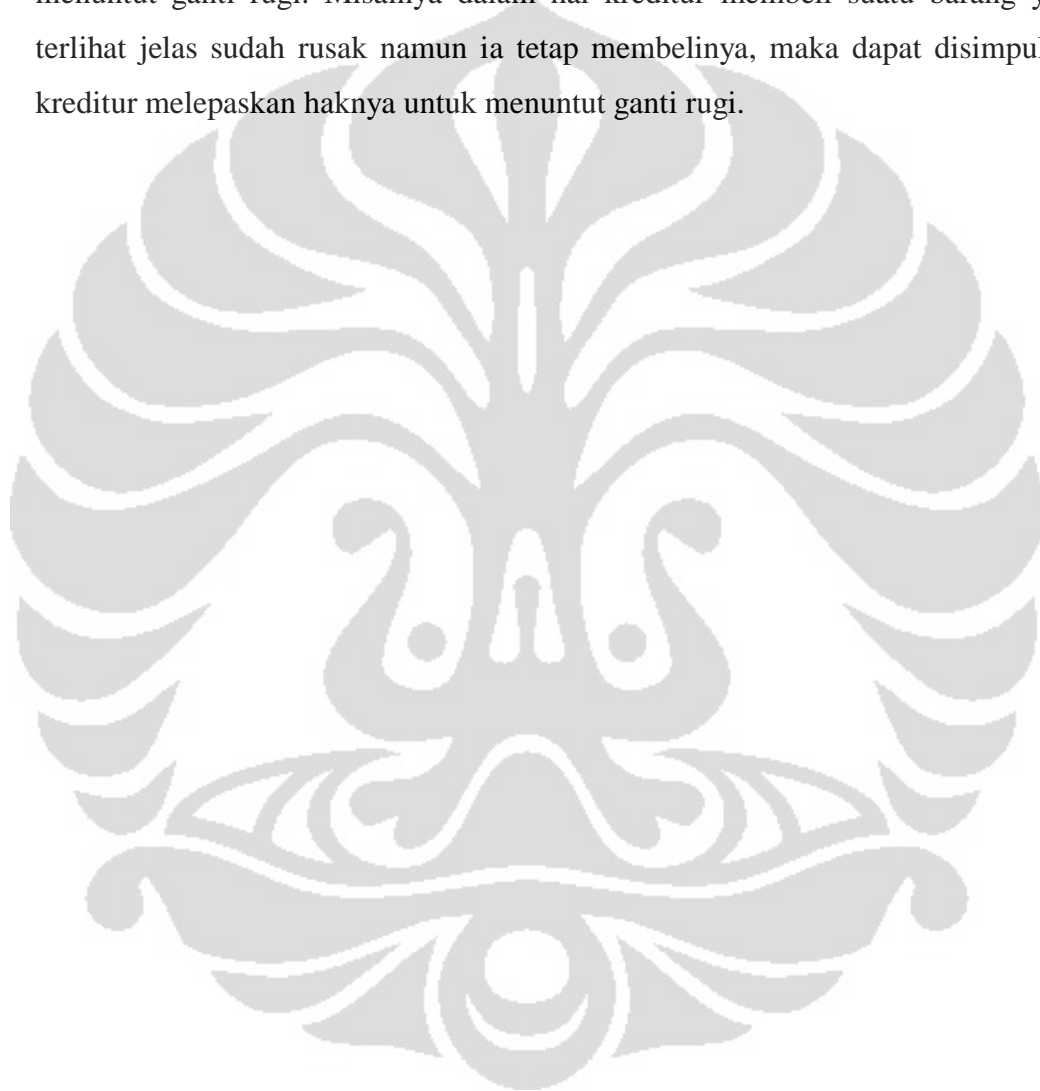 menuntut ganti rugi. Misalnya dalam hal kreditur membeli suatu barang
terlihat jelas sudah rusak namun ia tetap membelinya, maka dapat
kreditur melepaskan haknya untuk menuntut ganti rugi.